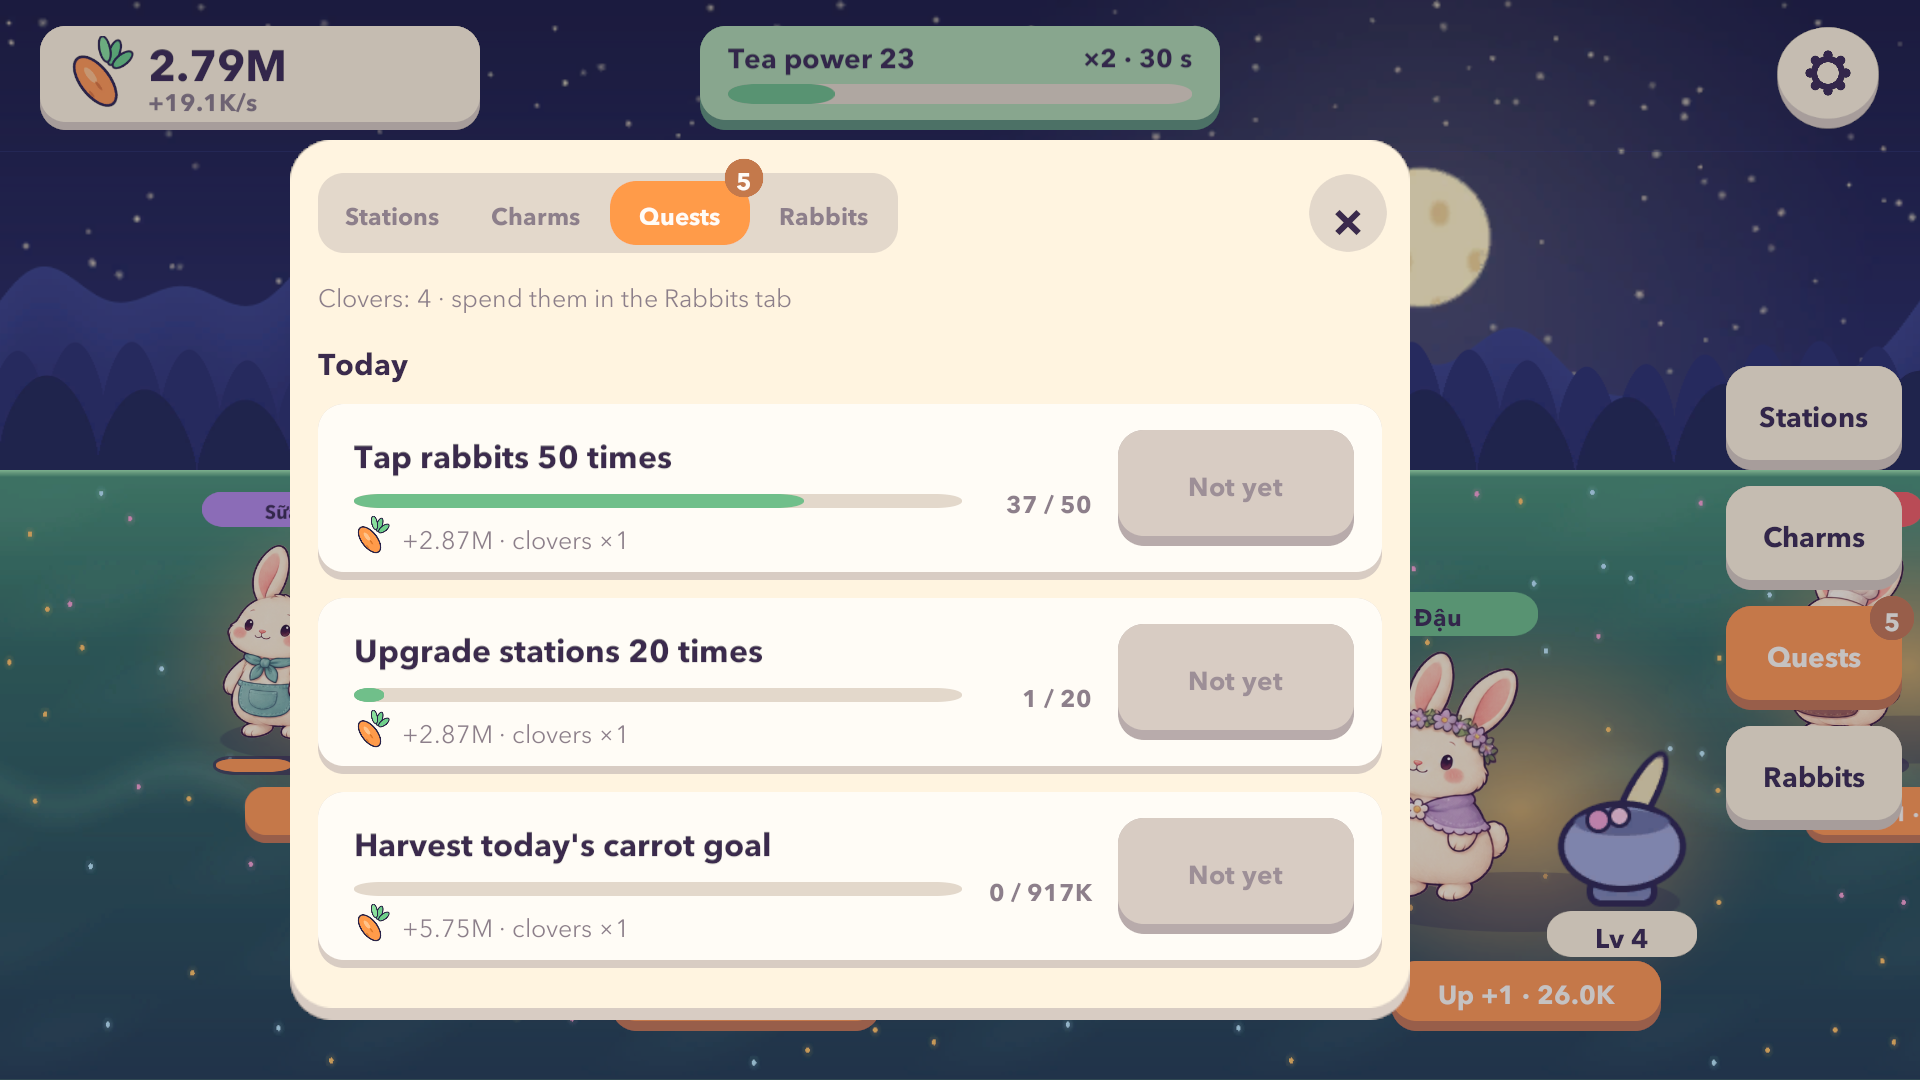 2.79M
+19.1K/s
Tea power 23
×2 · 30 s
Stations
Charms
Quests
5
Rabbits
×
Clovers: 4 · spend them in the Rabbits tab
Today
Tap rabbits 50 times
37 / 50
Not yet
+2.87M · clovers ×1
Upgrade stations 20 times
1 / 20
Not yet
+2.87M · clovers ×1
Harvest today's carrot goal
0 / 917K
Not yet
+5.75M · clovers ×1
Stations
Charms
Quests
5
Rabbits
Đậu
Lv 4
Up +1 · 26.0K